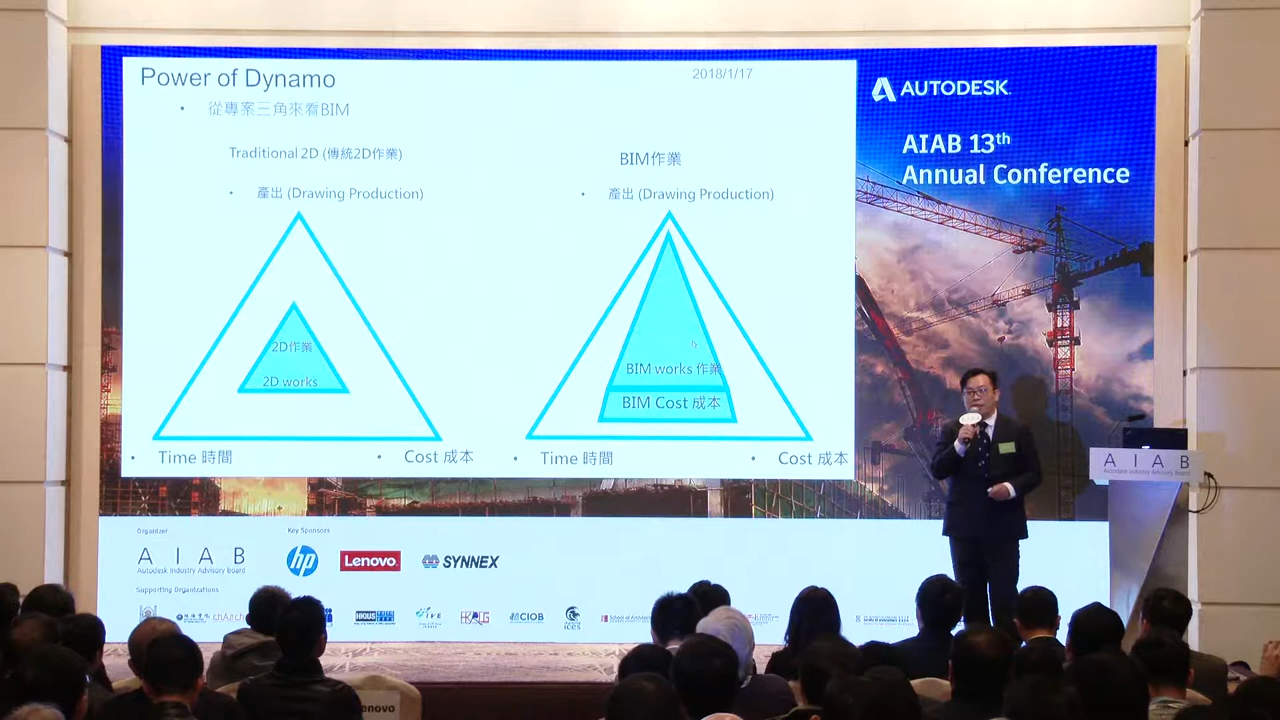 Power of Dynamo
2018/1/17
• 從專案三角來看BIM
Traditional 2D (傳統2D作業)
• 產出 (Drawing Production)
2D作業
2D works
• Time 時間
• Cost 成本
BIM作業
• 產出 (Drawing Production)
BIM works 作業
BIM Cost 成本
• Time 時間
• Cost 成本
AUTODESK.
AIAB 13th
Annual Conference
A I A B
Autodesk Industry Advisory Board
Organizer
A I A B
Autodesk Industry Advisory Board
Key Sponsors
hp
Lenovo
SYNNEX
Supporting Organizations
IVE
CIOB
ices
enovo